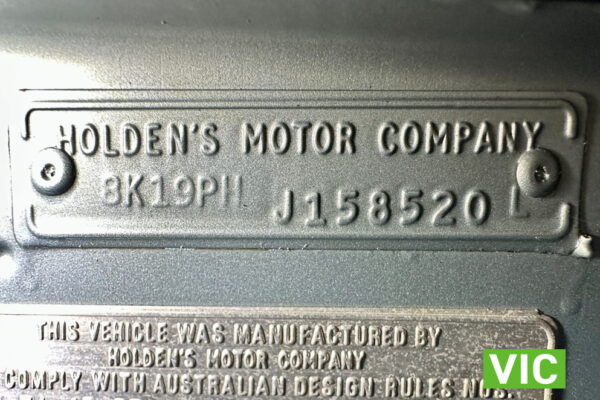 HOLDEN'S MOTOR COMPANY
8K19PH J158520 L
THIS VEHICLE WAS MANUFACTURED BY
HOLDEN'S MOTOR COMPANY
COMPLY WITH AUSTRALIAN DESIGN RULES NOS.
VIC